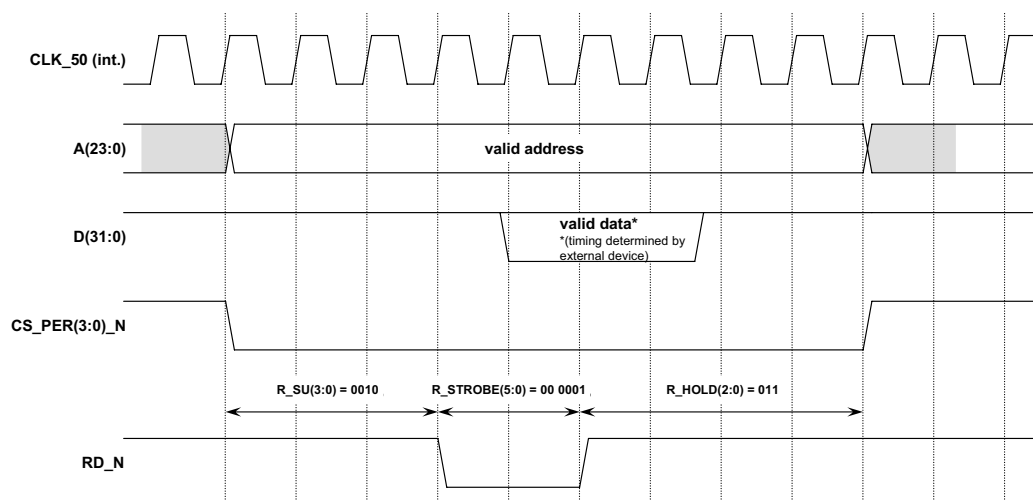 CLK_50 (int.)
A(23:0)
valid address
D(31:0)
valid data*
*(timing determined by
external device)
CS_PER(3:0)_N
R_SU(3:0) = 0010
R_STROBE(5:0) = 00 0001
R_HOLD(2:0) = 011
RD_N